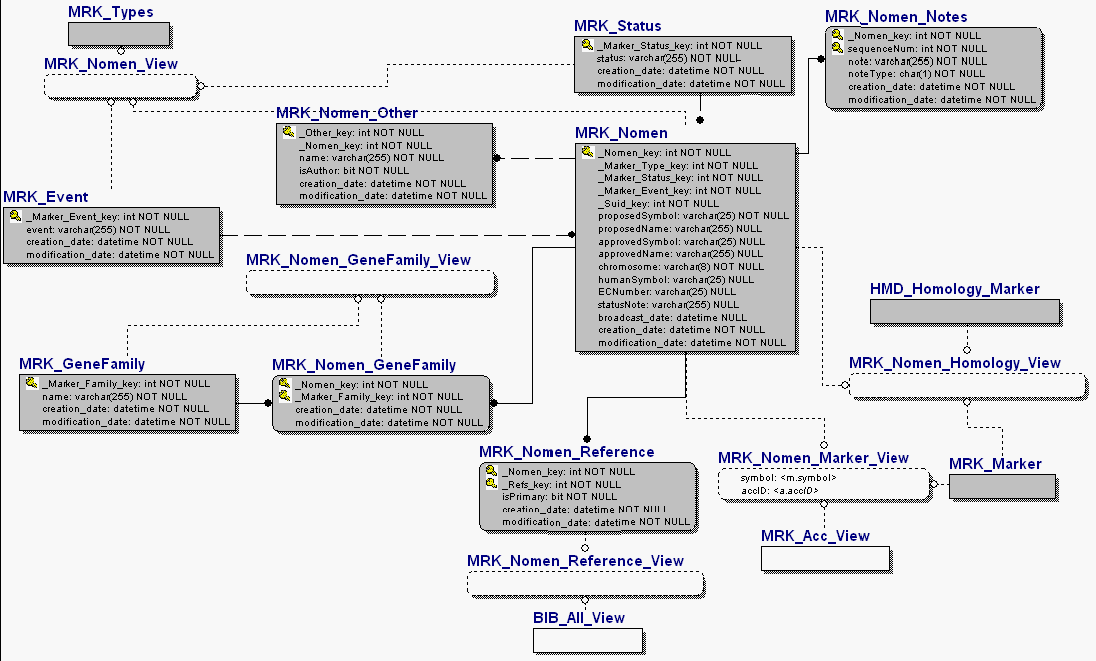 MRK_Types
MRK_Nomen_View
MRK_Status
_Marker_Status_key: int NOT NULL
status: varchar(255) NOT NULL
creation_date: datetime NOT NULL
modification_date: datetime NOT NULL
MRK_Nomen_Notes
_Nomen_key: int NOT NULL
sequenceNum: int NOT NULL
note: varchar(255) NOT NULL
noteType: char(1) NOT NULL
creation_date: datetime NOT NULL
modification_date: datetime NOT NULL
MRK_Nomen_Other
_Other_key: int NOT NULL
_Nomen_key: int NOT NULL
name: varchar(255) NOT NULL
isAuthor: bit NOT NULL
creation_date: datetime NOT NULL
modification_date: datetime NOT NULL
MRK_Nomen
_Nomen_key: int NOT NULL
_Marker_Type_key: int NOT NULL
_Marker_Status_key: int NOT NULL
_Marker_Event_key: int NOT NULL
_Suid_key: int NOT NULL
proposedSymbol: varchar(25) NOT NULL
proposedName: varchar(255) NOT NULL
approvedSymbol: varchar(25) NULL
approvedName: varchar(255) NULL
chromosome: varchar(8) NOT NULL
humanSymbol: varchar(25) NULL
ECNumber: varchar(25) NULL
statusNote: varchar(255) NULL
broadcast_date: datetime NULL
creation_date: datetime NOT NULL
modification_date: datetime NOT NULL
MRK_Event
_Marker_Event_key: int NOT NULL
event: varchar(255) NOT NULL
creation_date: datetime NOT NULL
modification_date: datetime NOT NULL
MRK_Nomen_GeneFamily_View
HMD_Homology_Marker
MRK_GeneFamily
_Marker_Family_key: int NOT NULL
name: varchar(255) NOT NULL
creation_date: datetime NOT NULL
modification_date: datetime NOT NULL
MRK_Nomen_GeneFamily
_Nomen_key: int NOT NULL
_Marker_Family_key: int NOT NULL
creation_date: datetime NOT NULL
modification_date: datetime NOT NULL
MRK_Nomen_Homology_View
MRK_Nomen_Reference
_Nomen_key: int NOT NULL
_Refs_key: int NOT NULL
isPrimary: bit NOT NULL
creation_date: datetime NOT NULL
modification_date: datetime NOT NULL
MRK_Nomen_Marker_View
symbol: <m.symbol>
accID: <a.accID>
MRK_Marker
MRK_Acc_View
MRK_Nomen_Reference_View
BIB_All_View